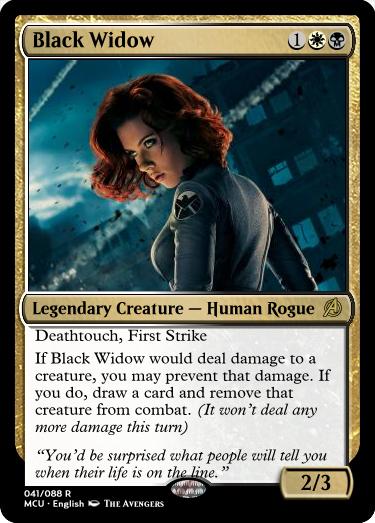 Black Widow 1
Legendary Creature — Human Rogue
Deathtouch, First Strike
If Black Widow would deal damage to a
creature, you may prevent that damage. If
you do, draw a card and remove that
creature from combat. (It won't deal any
more damage this turn)
“You'd be surprised what people will tell you
when their life is on the line.”
2/3
041/088 R
MCU • English THE AVENGERS